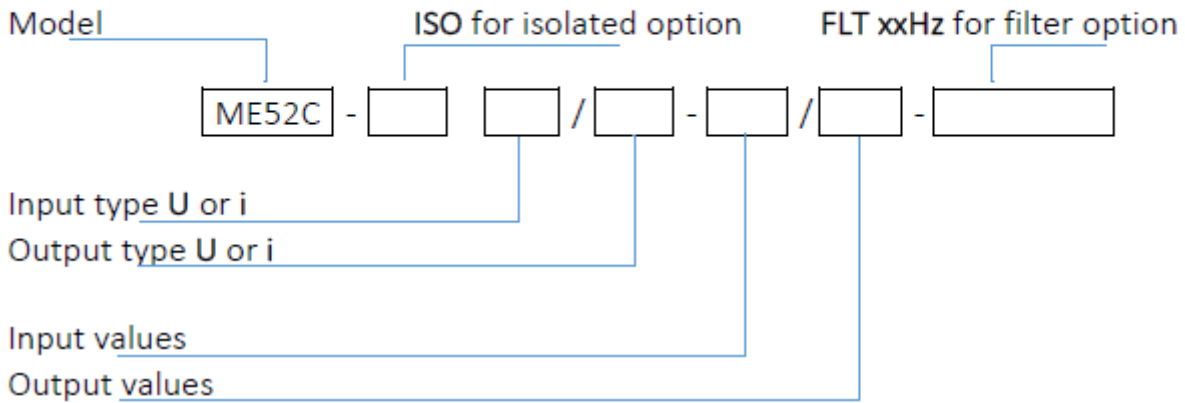 Model ISO for isolated option FLT xxHz for filter option
ME52C - / - / -
Input type U or i
Output type U or i
Input values
Output values